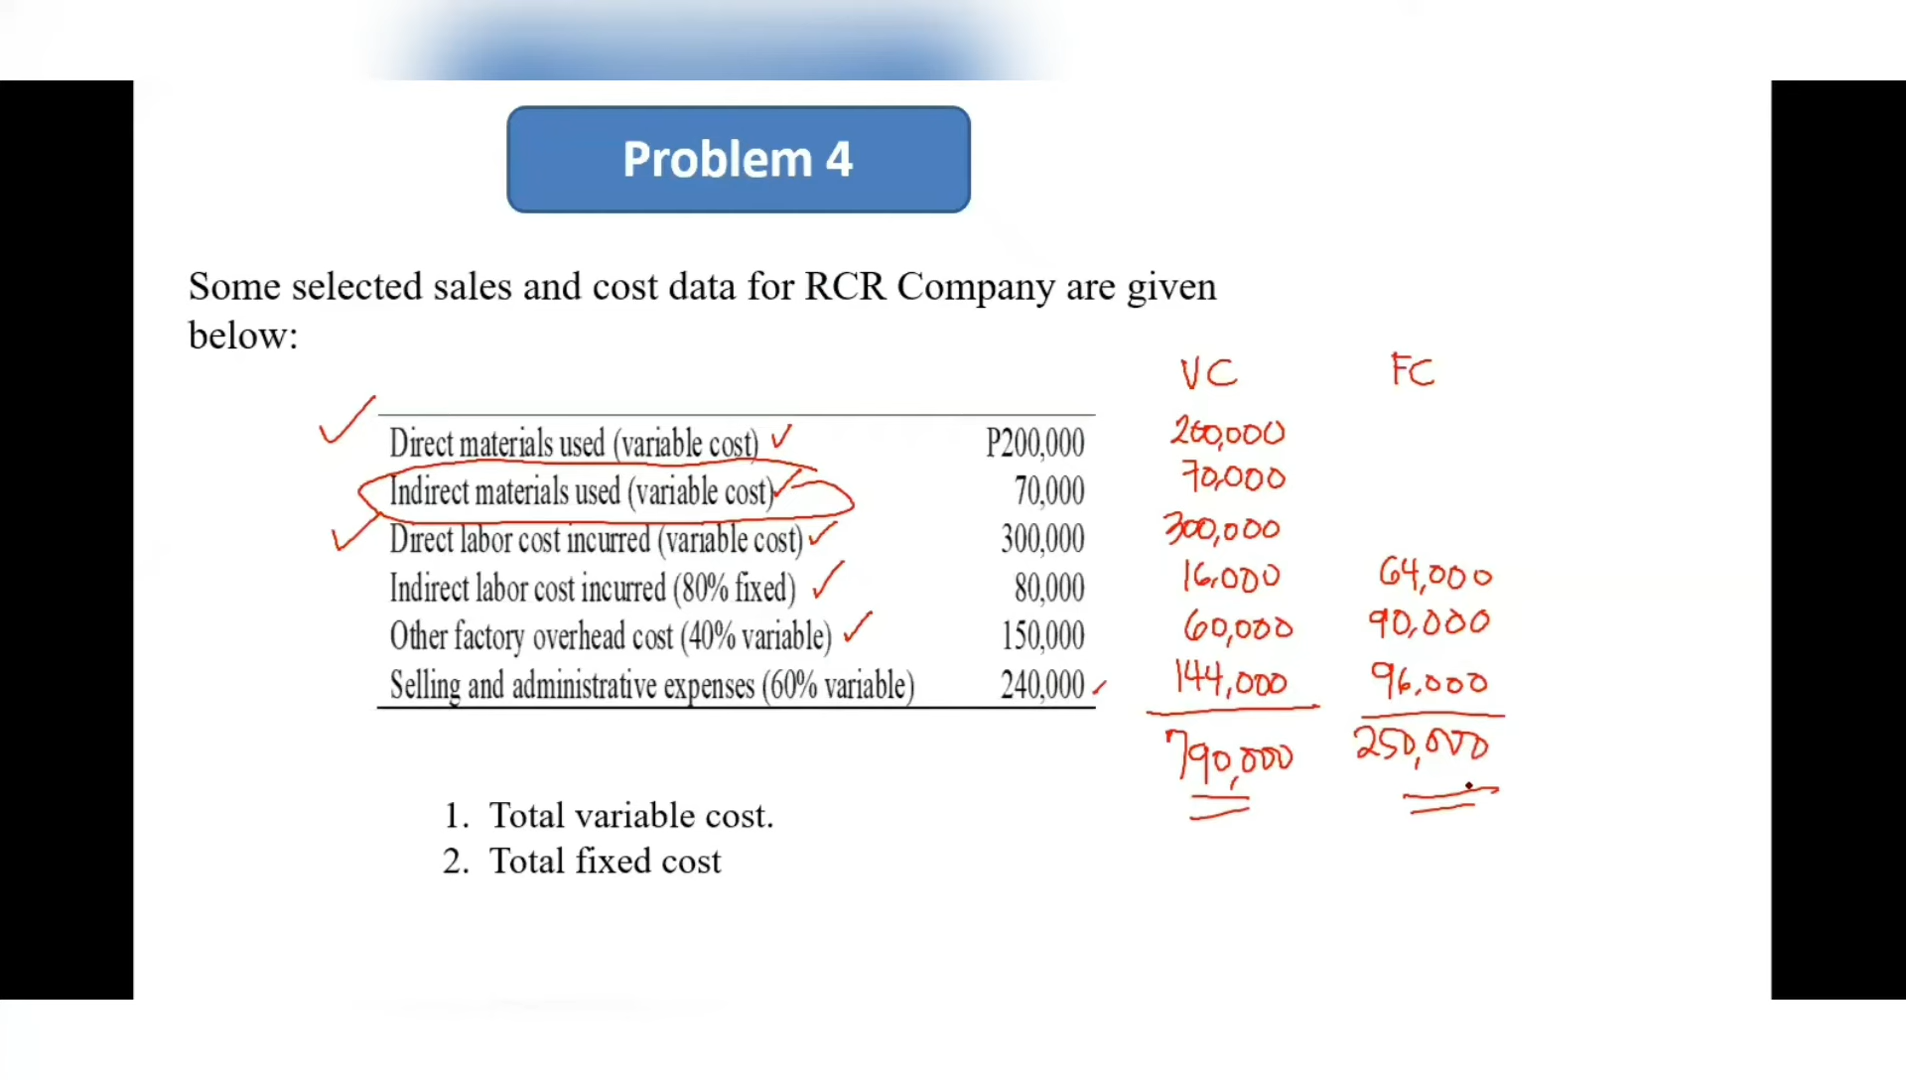 Problem 4
Some selected sales and cost data for RCR Company are given
below:
VC FC
Direct materials used (variable cost) P200,000 200,000
Indirect materials used (variable cost) 70,000 70,000
Direct labor cost incurred (variable cost) 300,000 300,000
Indirect labor cost incurred (80% fixed) 80,000 16,000 64,000
Other factory overhead cost (40% variable) 150,000 60,000 90,000
Selling and administrative expenses (60% variable) 240,000 144,000 96,000
790,000 250,000
1. Total variable cost.
2. Total fixed cost